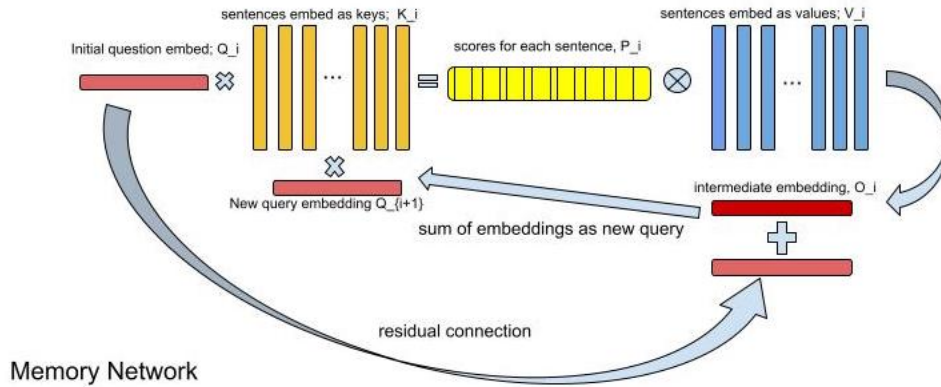 sentences embed as keys; K_i
sentences embed as values; V_i
Initial question embed; Q_i
scores for each sentence, P_i
...
...
New query embedding Q_{i+1}
intermediate embedding, O_i
sum of embeddings as new query
residual connection
Memory Network